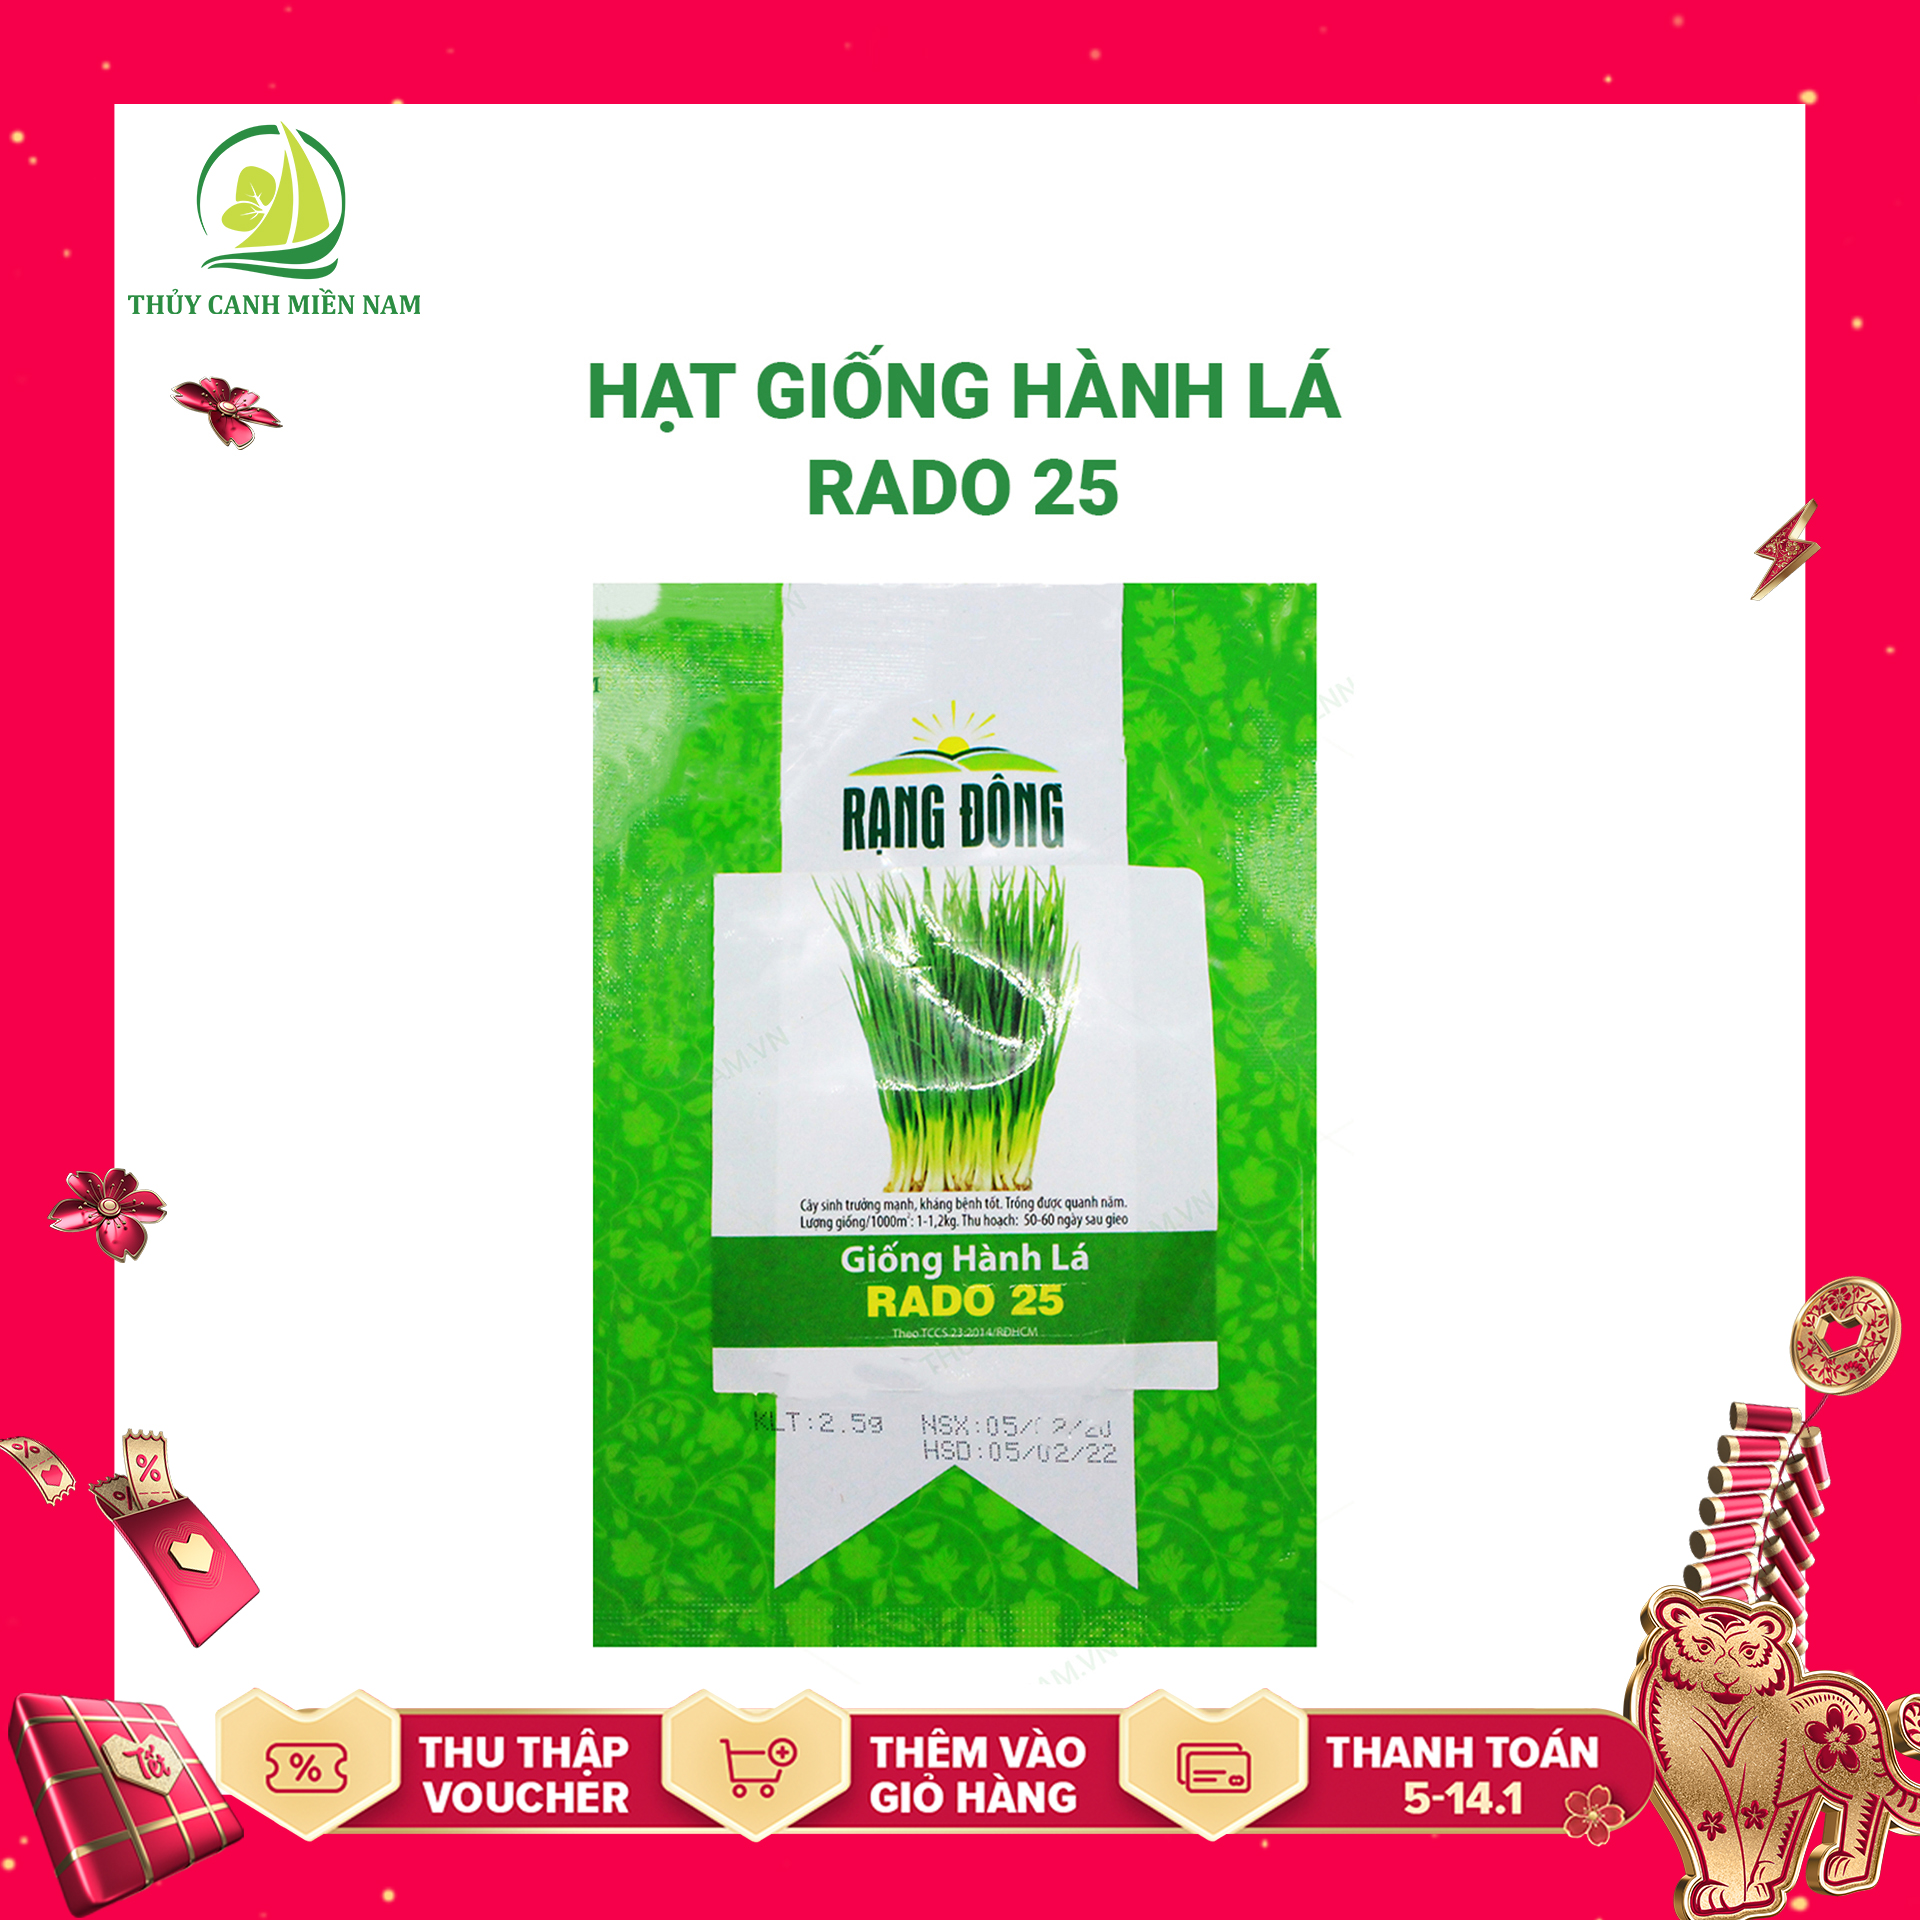 THỦY CANH MIỀN NAM
HẠT GIỐNG HÀNH LÁ
RADO 25
RẠNG ĐÔNG
Cây sinh trưởng mạnh, kháng bệnh tốt. Trồng được quanh năm.
Lượng giống/1000m²: 1-1,2kg. Thu hoạch: 50-60 ngày sau gieo
Giống Hành Lá
RADO 25
Theo TCCS 23:2014/RĐHCM
KLT:2.5g
HSD:05/02/22
Tết
THU THẬP
VOUCHER
THÊM VÀO
GIỎ HÀNG
THANH TOÁN
5-14.1